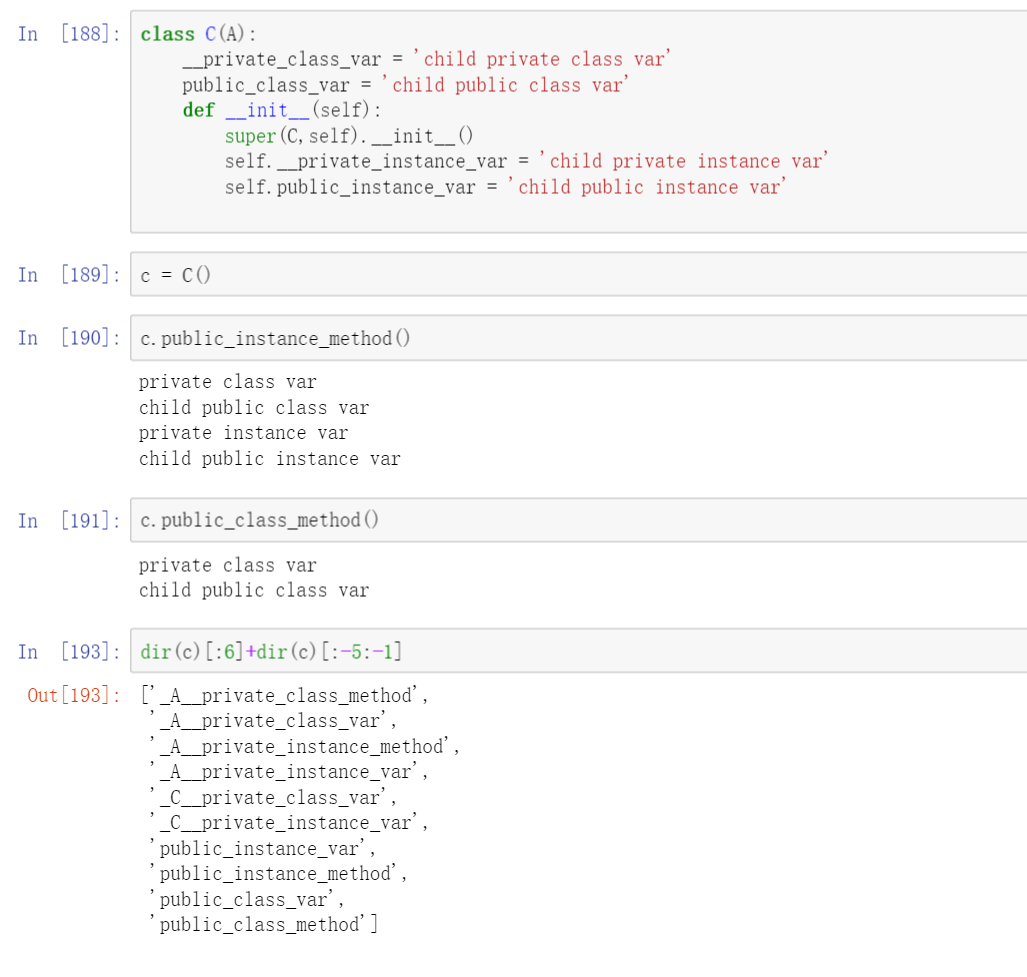 In [188]: class C(A):
    __private_class_var = 'child private class var'
    public_class_var = 'child public class var'
    def __init__(self):
        super(C,self).__init__()
        self.__private_instance_var = 'child private instance var'
        self.public_instance_var = 'child public instance var'
In [189]: c = C()
In [190]: c.public_instance_method()
private class var
child public class var
private instance var
child public instance var
In [191]: c.public_class_method()
private class var
child public class var
In [193]: dir(c)[:6]+dir(c)[:-5:-1]
Out[193]: ['_A__private_class_method',
 '_A__private_class_var',
 '_A__private_instance_method',
 '_A__private_instance_var',
 '_C__private_class_var',
 '_C__private_instance_var',
 'public_instance_var',
 'public_instance_method',
 'public_class_var',
 'public_class_method']